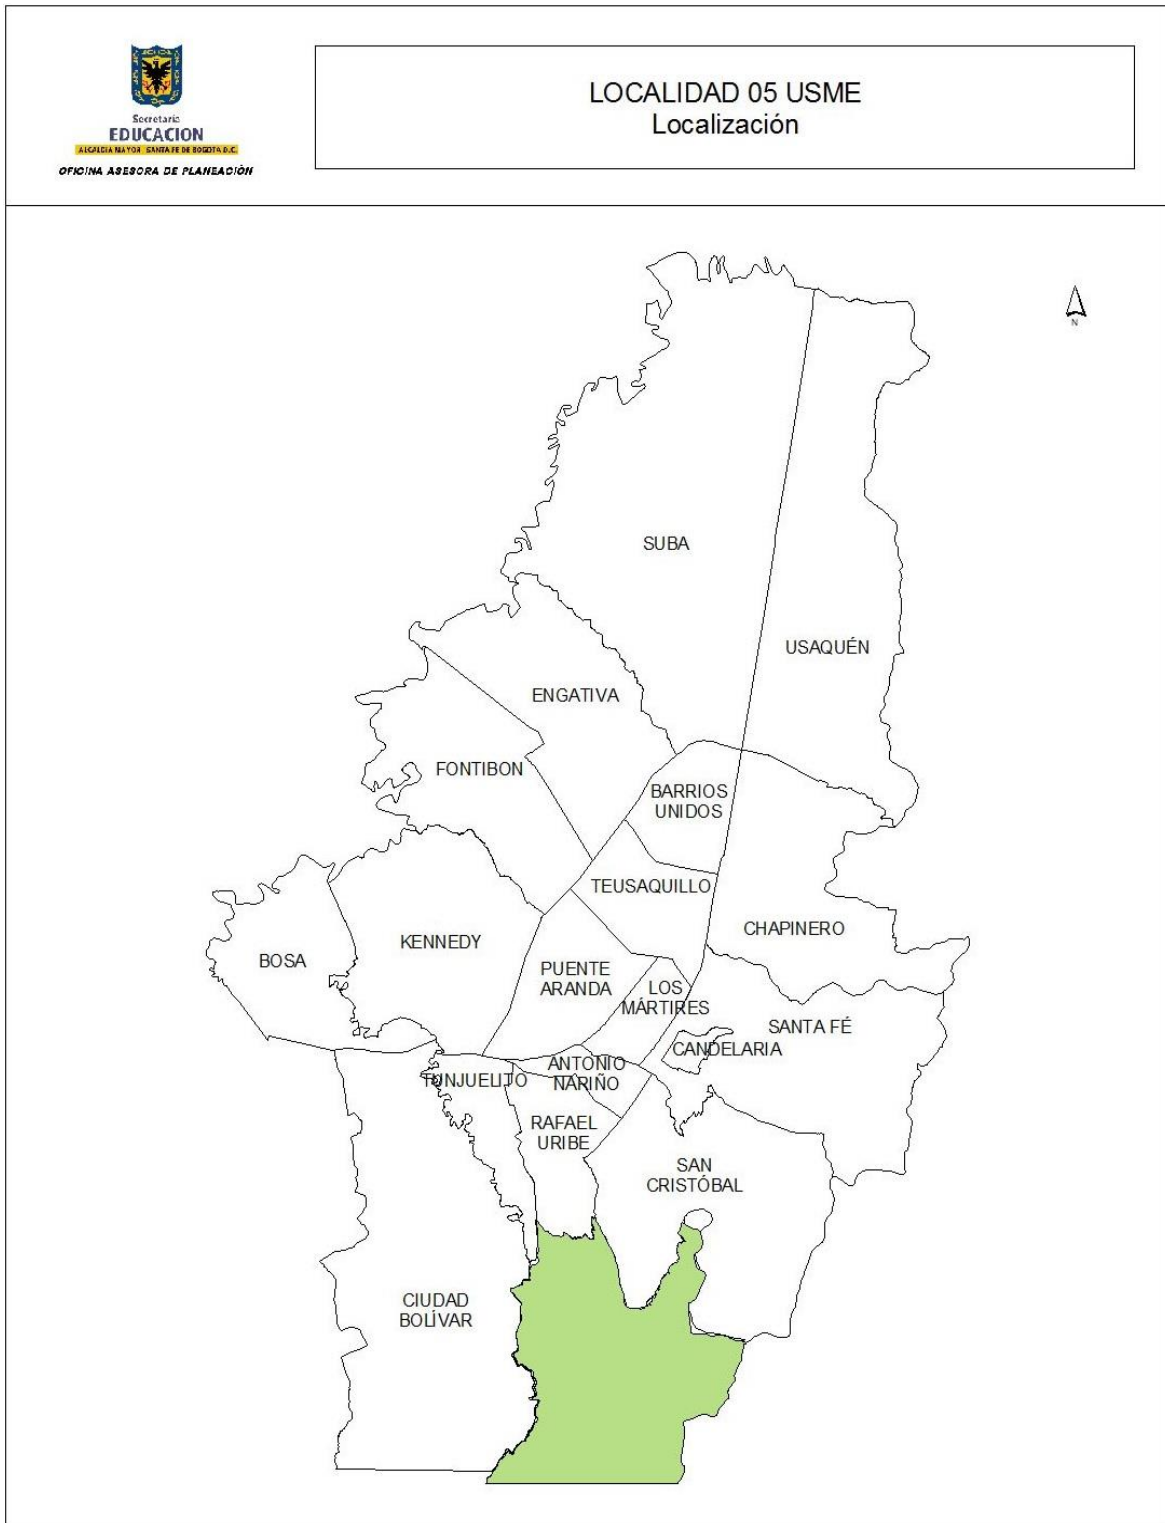 Secretaría
EDUCACION
ALCALDIA MAYOR SANTA FE DE BOGOTA D.C.
OFICINA ASESORA DE PLANEACIÓN
LOCALIDAD 05 USME
Localización
N
SUBA
USAQUÉN
ENGATIVA
FONTIBON
BARRIOS
UNIDOS
TEUSAQUILLO
CHAPINERO
KENNEDY
BOSA
PUENTE
ARANDA
LOS
MÁRTIRES
SANTA FÉ
CANDELARIA
ANTONIO
NARIÑO
TUNJUELITO
RAFAEL
URIBE
SAN
CRISTÓBAL
CIUDAD
BOLÍVAR